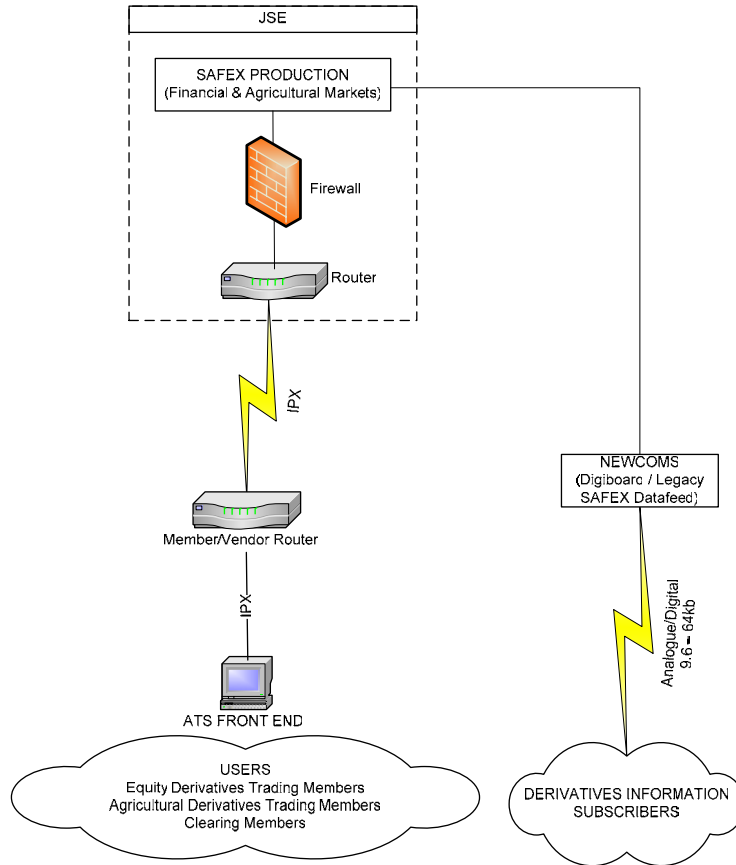 JSE
SAFEX PRODUCTION
(Financial & Agricultural Markets)
Firewall
Router
IPX
Member/Vendor Router
IPX
ATS FRONT END
USERS
Equity Derivatives Trading Members
Agricultural Derivatives Trading Members
Clearing Members
NEWCOMS
(Digiboard / Legacy
SAFEX Datafeed)
Analogue/Digital
9.6 – 64kb
DERIVATIVES INFORMATION
SUBSCRIBERS